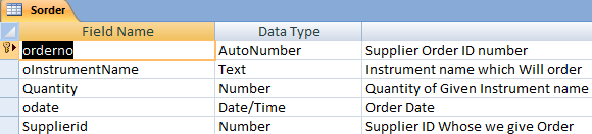 Sorder
Field Name Data Type
orderno AutoNumber Supplier Order ID number
oInstrumentName Text Instrument name which Will order
Quantity Number Quantity of Given Instrument name
odate Date/Time Order Date
Supplierid Number Supplier ID Whose we give Order